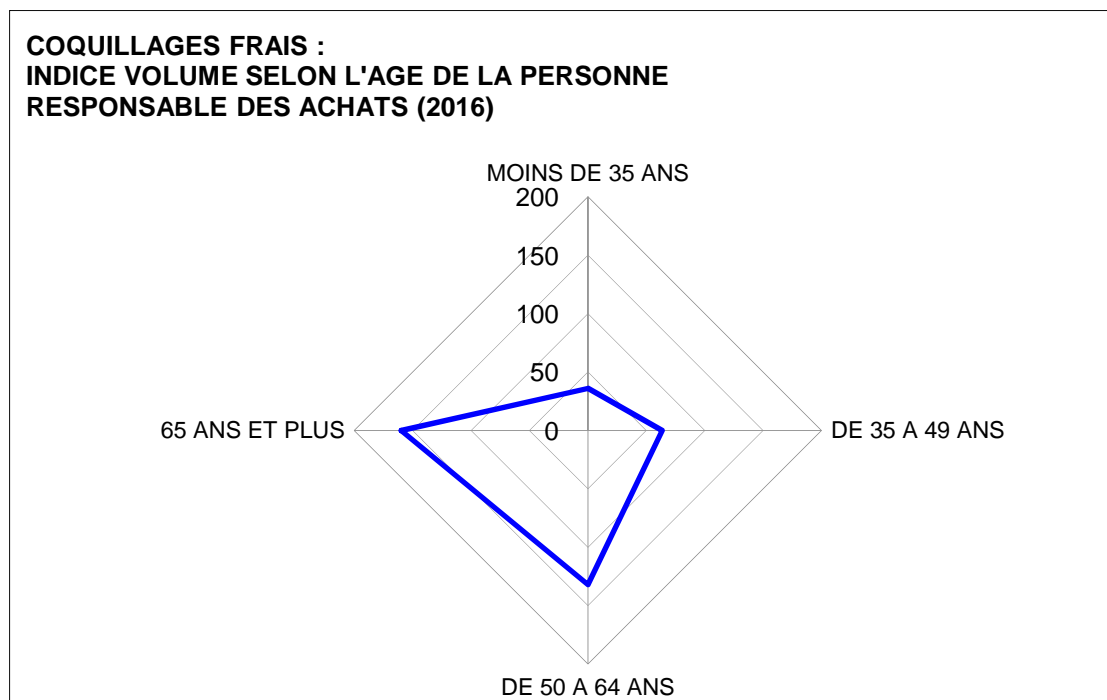 COQUILLAGES FRAIS :
INDICE VOLUME SELON L'AGE DE LA PERSONNE
RESPONSABLE DES ACHATS (2016)
MOINS DE 35 ANS
200
150
100
50
0
65 ANS ET PLUS
DE 35 A 49 ANS
DE 50 A 64 ANS